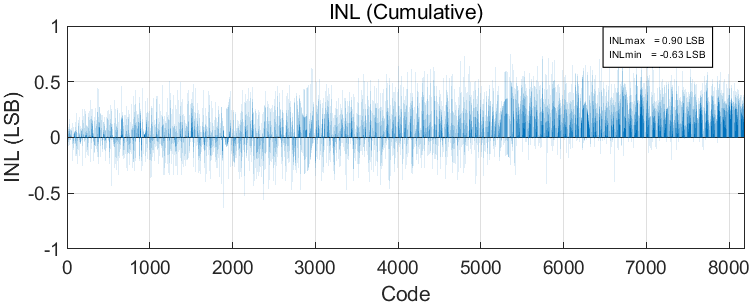 INL (Cumulative)
INLmax = 0.90 LSB
INLmin = -0.63 LSB
1
0.5
0
-0.5
-1
INL (LSB)
0 1000 2000 3000 4000 5000 6000 7000 8000
Code